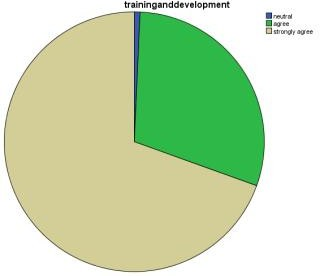 traininganddevelopment
neutral
agree
strongly agree